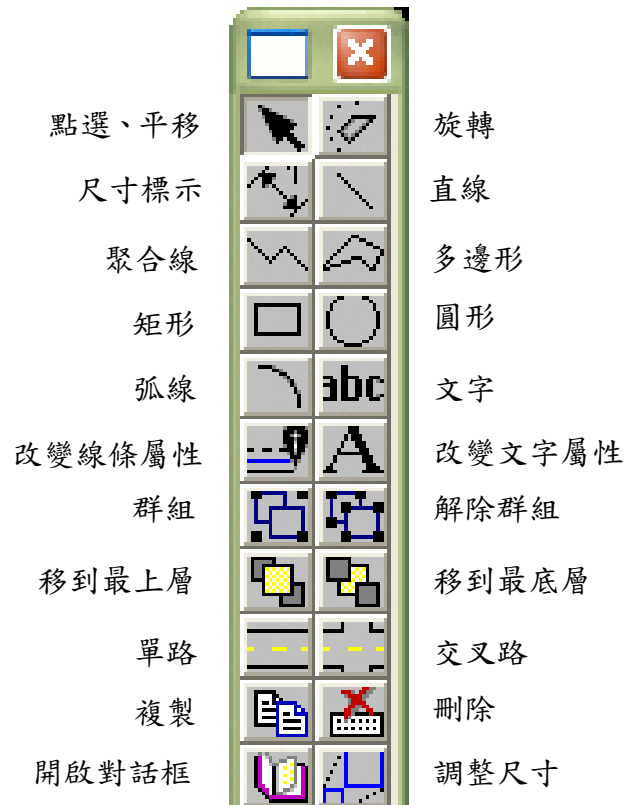 點選、平移 旋轉
尺寸標示 直線
聚合線 多邊形
矩形 圓形
弧線 abc 文字
改變線條屬性 A 改變文字屬性
群組 解除群組
移到最上層 移到最底層
單路 交叉路
複製 刪除
開啟對話框 調整尺寸